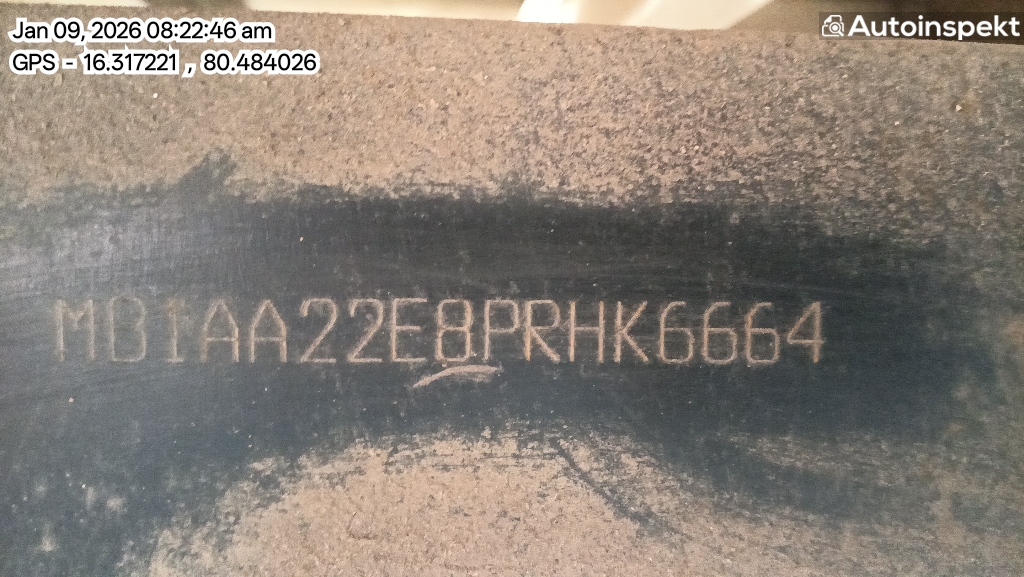 Jan 09, 2026 08:22:46 am
GPS - 16.317221 , 80.484026
Autoinspekt
MB1AA22E8PRHK6664